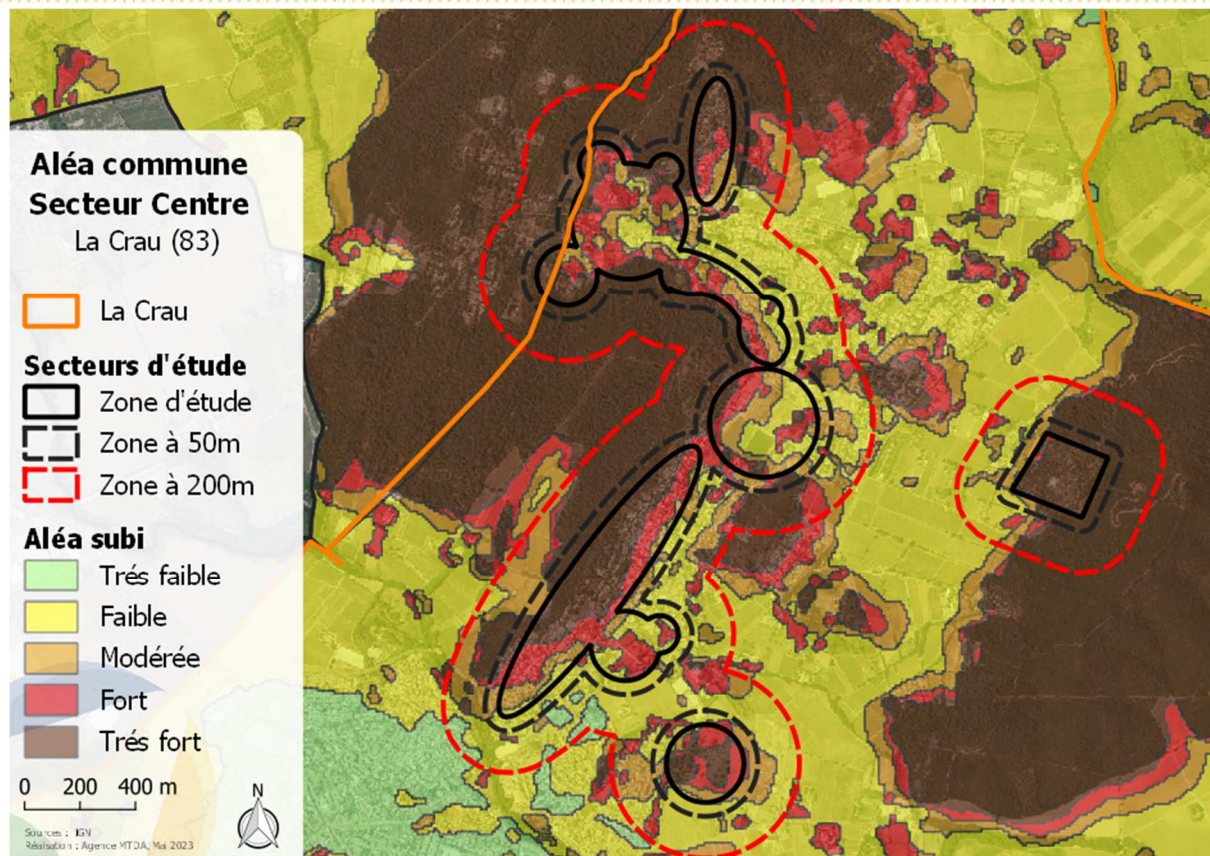 Aléa commune
Secteur Centre
La Crau (83)
La Crau
Secteurs d'étude
Zone d'étude
Zone à 50m
Zone à 200m
Aléa subi
Trés faible
Faible
Modérée
Fort
Trés fort
0 200 400 m
N
Sources : IGN
Réalisation : Agence MTDA, Mai 2023